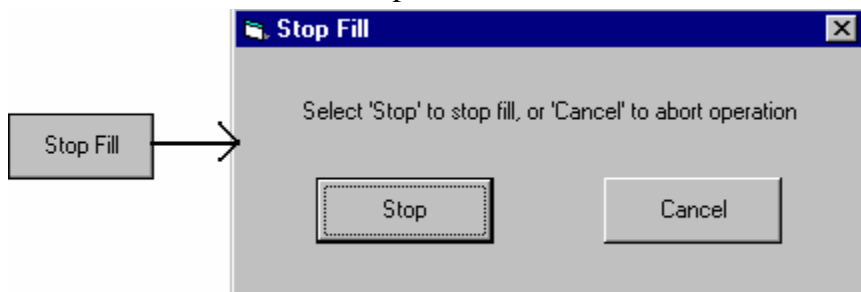 Stop Fill
Stop Fill
Select 'Stop' to stop fill, or 'Cancel' to abort operation
Stop
Cancel